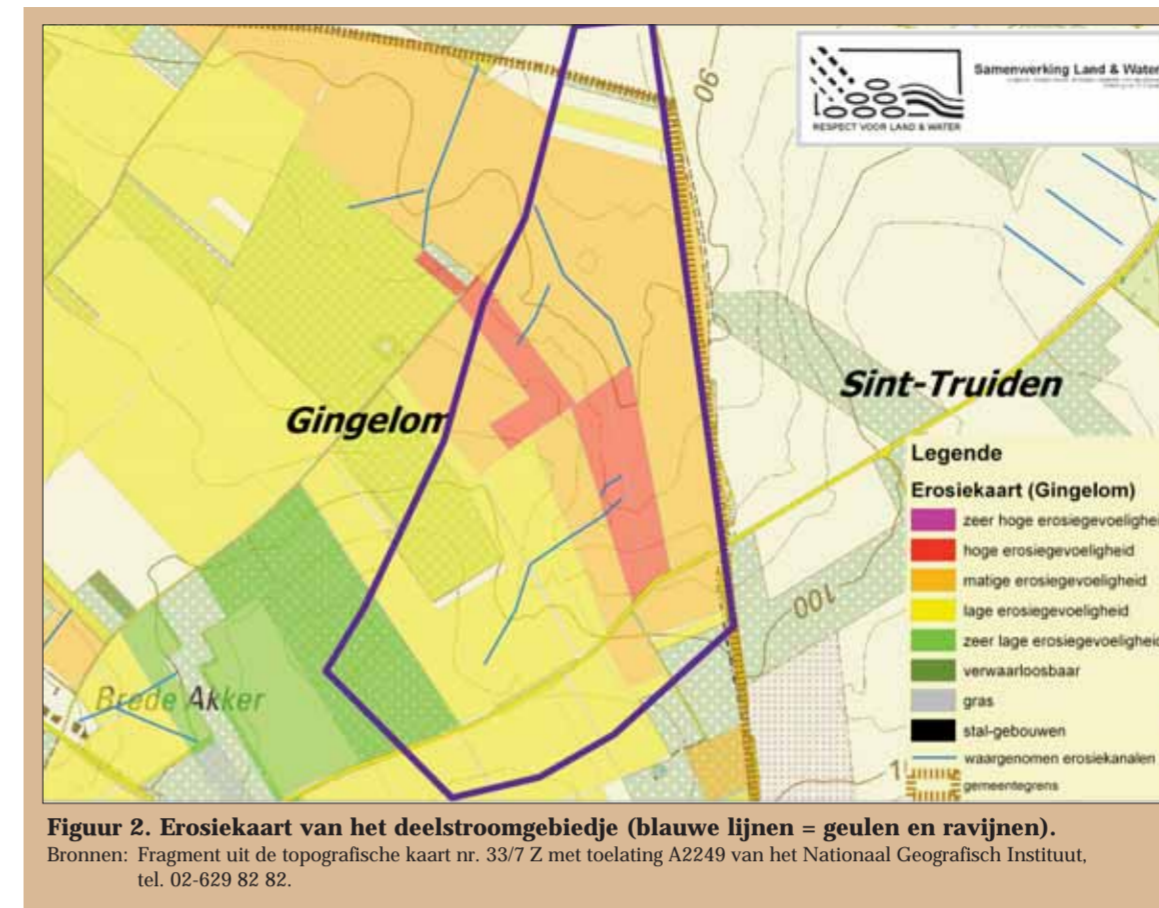 90
Samenwerking Land & Water
RESPECT VOOR LAND & WATER
Gingelom
Sint-Truiden
Legende
Erosiekaart (Gingelom)
zeer hoge erosiegevoelighei
hoge erosiegevoeligheid
matige erosiegevoeligheid
lage erosiegevoeligheid
zeer lage erosiegevoeligheid
verwaarloosbaar
gras
stal-gebouwen
waargenomen erosiekanalen
gemeentegrens
100
Brede Akker
Figuur 2. Erosiekaart van het deelstroomgebiedje (blauwe lijnen = geulen en ravijnen).
Bronnen: Fragment uit de topografische kaart nr. 33/7 Z met toelating A2249 van het Nationaal Geografisch Instituut,
tel. 02-629 82 82.